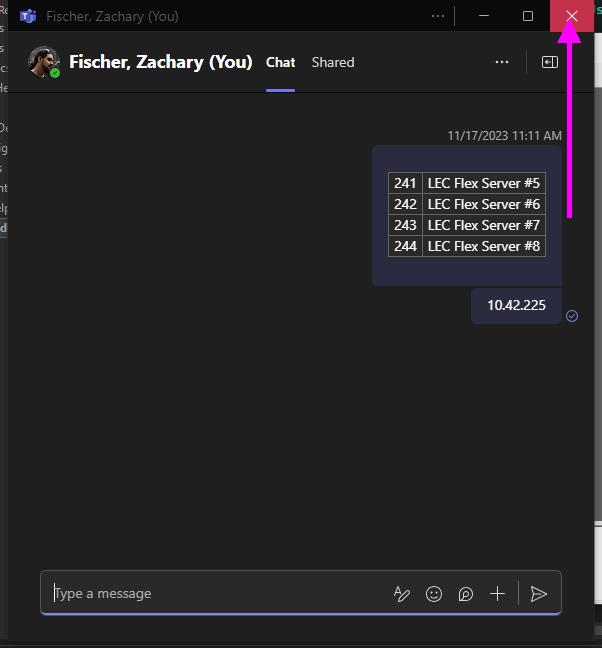 Fischer, Zachary (You)
Fischer, Zachary (You) Chat Shared
11/17/2023 11:11 AM
241 LEC Flex Server #5
242 LEC Flex Server #6
243 LEC Flex Server #7
244 LEC Flex Server #8
10.42.225
Type a message